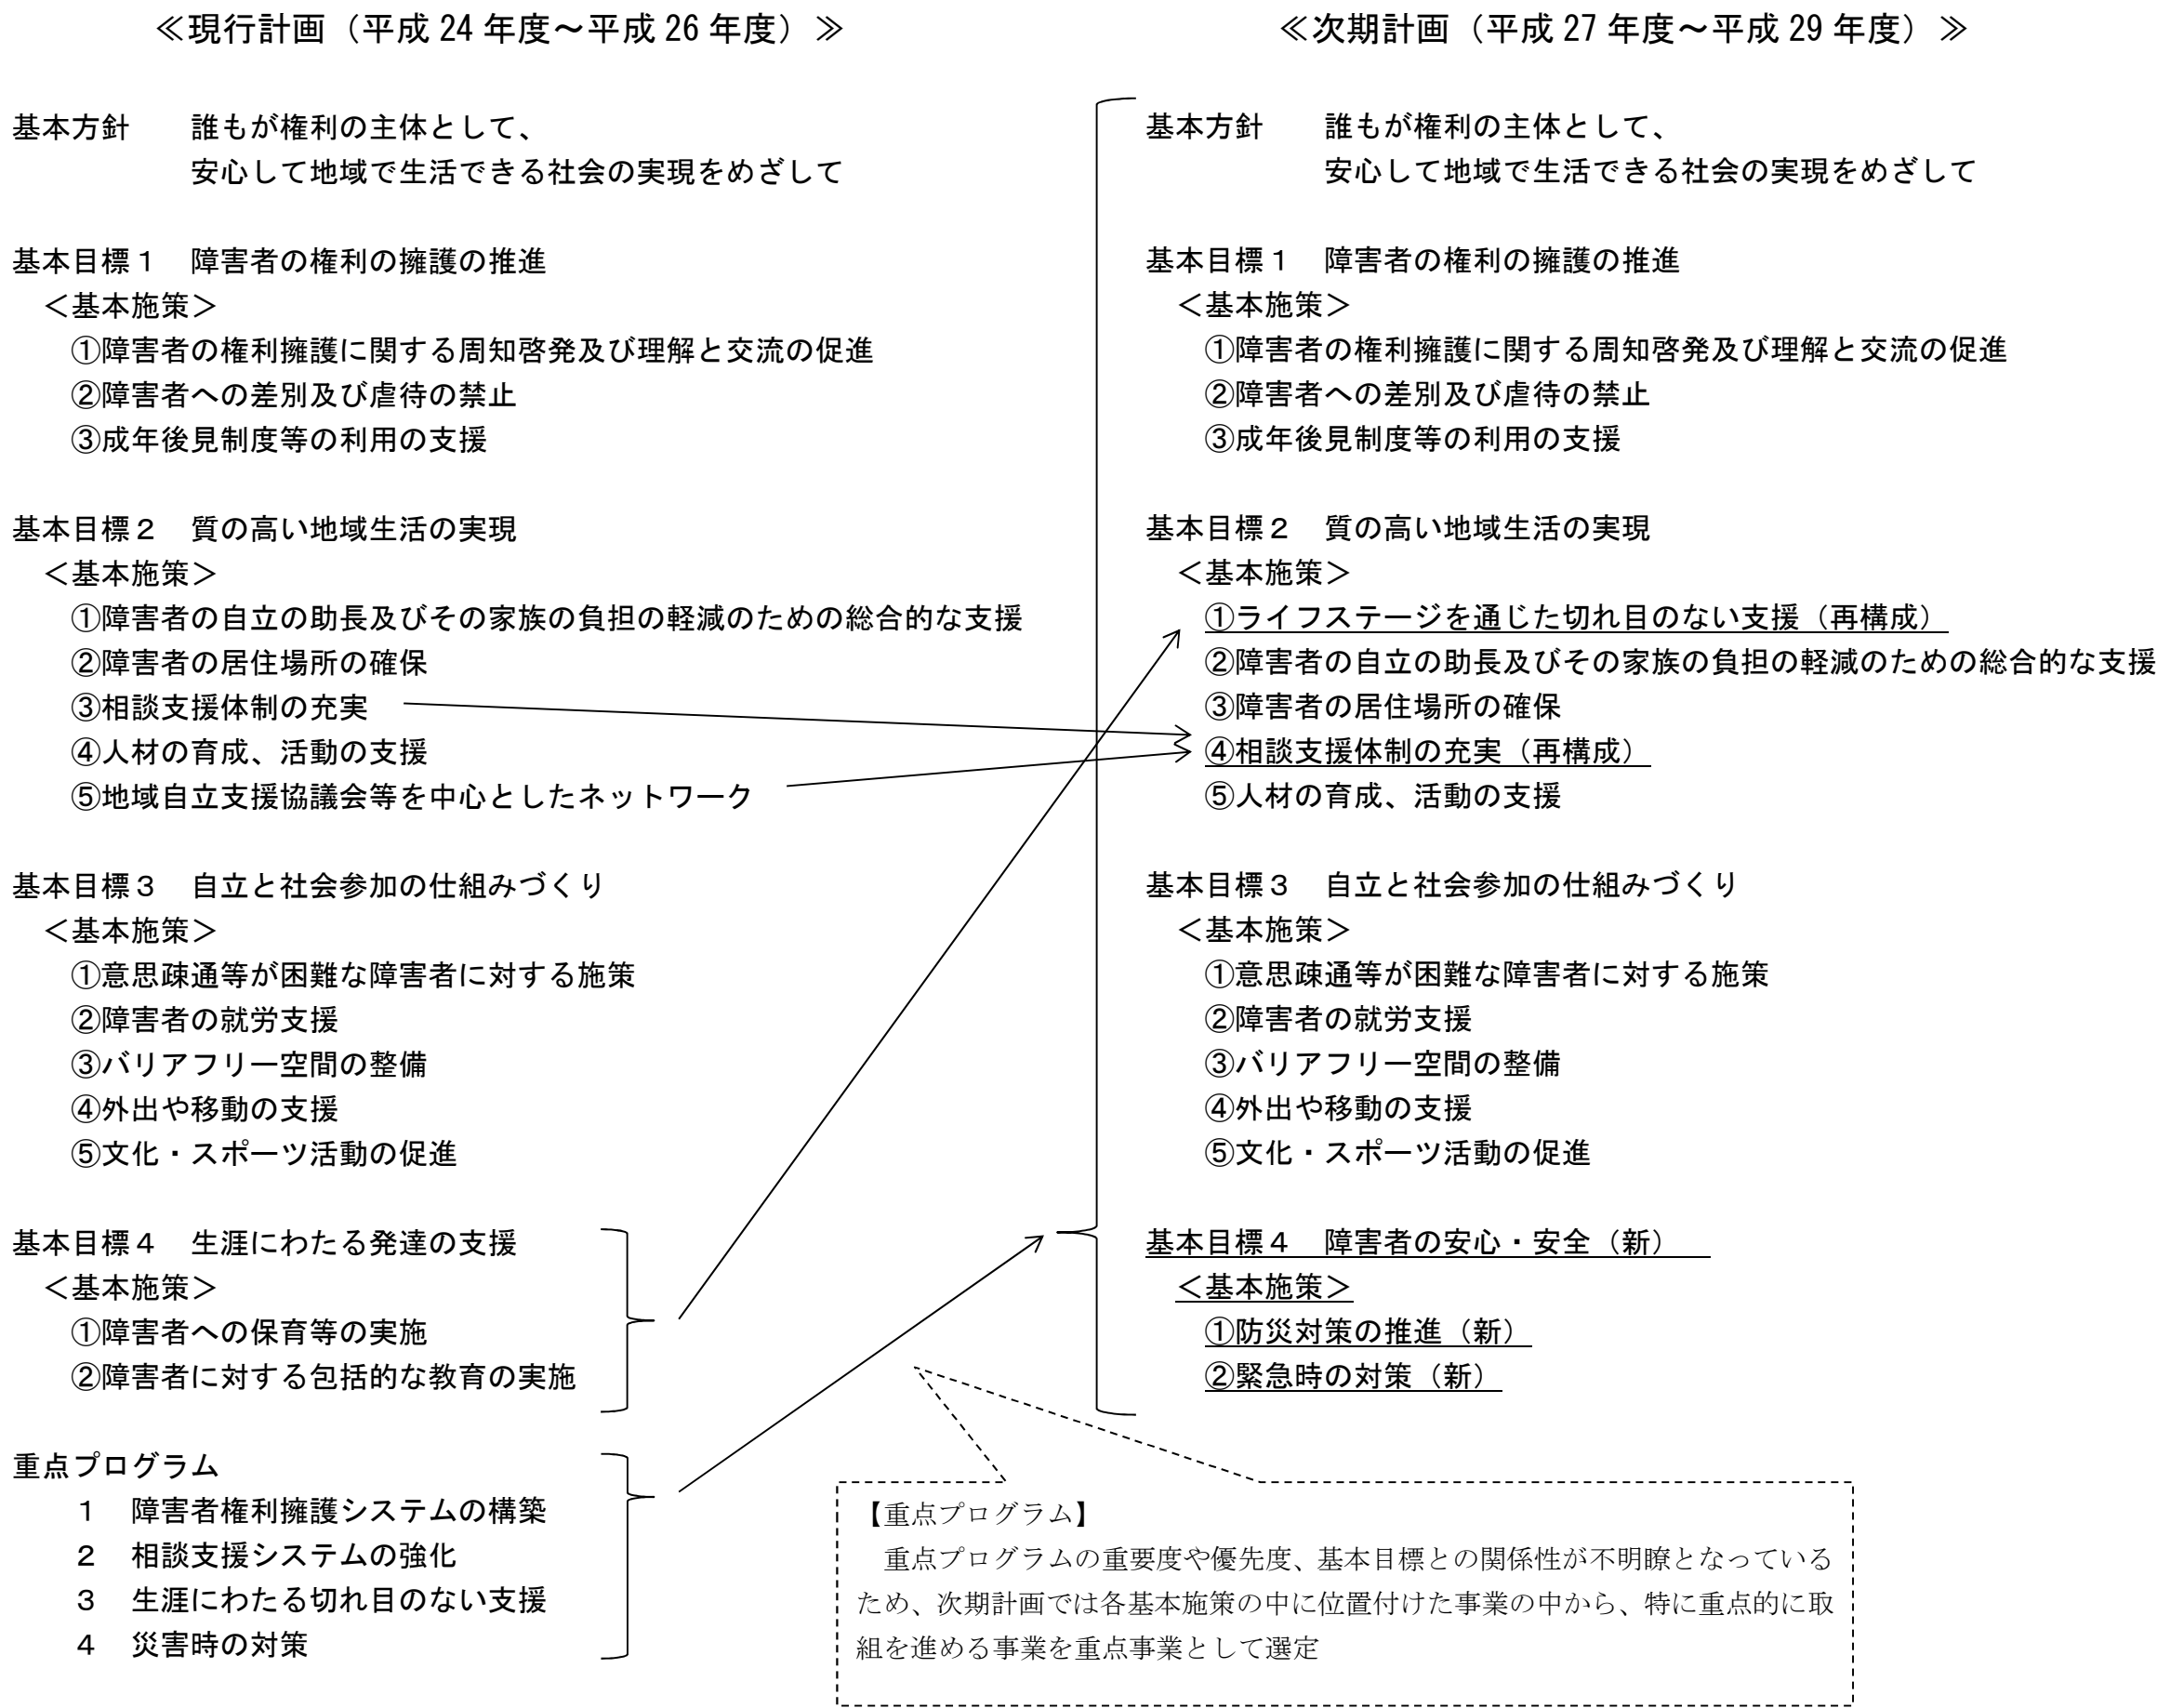 ≪現行計画（平成 24 年度～平成 26 年度）≫
基本方針　　誰もが権利の主体として、
安心して地域で生活できる社会の実現をめざして
基本目標１　障害者の権利の擁護の推進
＜基本施策＞
①障害者の権利擁護に関する周知啓発及び理解と交流の促進
②障害者への差別及び虐待の禁止
③成年後見制度等の利用の支援
基本目標２　質の高い地域生活の実現
＜基本施策＞
①障害者の自立の助長及びその家族の負担の軽減のための総合的な支援
②障害者の居住場所の確保
③相談支援体制の充実
④人材の育成、活動の支援
⑤地域自立支援協議会等を中心としたネットワーク
基本目標３　自立と社会参加の仕組みづくり
＜基本施策＞
①意思疎通等が困難な障害者に対する施策
②障害者の就労支援
③バリアフリー空間の整備
④外出や移動の支援
⑤文化・スポーツ活動の促進
基本目標４　生涯にわたる発達の支援
＜基本施策＞
①障害者への保育等の実施
②障害者に対する包括的な教育の実施
重点プログラム
１　障害者権利擁護システムの構築
２　相談支援システムの強化
３　生涯にわたる切れ目のない支援
４　災害時の対策
≪次期計画（平成 27 年度～平成 29 年度）≫
基本方針　　誰もが権利の主体として、
安心して地域で生活できる社会の実現をめざして
基本目標１　障害者の権利の擁護の推進
＜基本施策＞
①障害者の権利擁護に関する周知啓発及び理解と交流の促進
②障害者への差別及び虐待の禁止
③成年後見制度等の利用の支援
基本目標２　質の高い地域生活の実現
＜基本施策＞
①ライフステージを通じた切れ目のない支援（再構成）
②障害者の自立の助長及びその家族の負担の軽減のための総合的な支援
③障害者の居住場所の確保
④相談支援体制の充実（再構成）
⑤人材の育成、活動の支援
基本目標３　自立と社会参加の仕組みづくり
＜基本施策＞
①意思疎通等が困難な障害者に対する施策
②障害者の就労支援
③バリアフリー空間の整備
④外出や移動の支援
⑤文化・スポーツ活動の促進
基本目標４　障害者の安心・安全（新）
＜基本施策＞
①防災対策の推進（新）
②緊急時の対策（新）
【重点プログラム】
重点プログラムの重要度や優先度、基本目標との関係性が不明瞭となっている
ため、次期計画では各基本施策の中に位置付けた事業の中から、特に重点的に取
組を進める事業を重点事業として選定